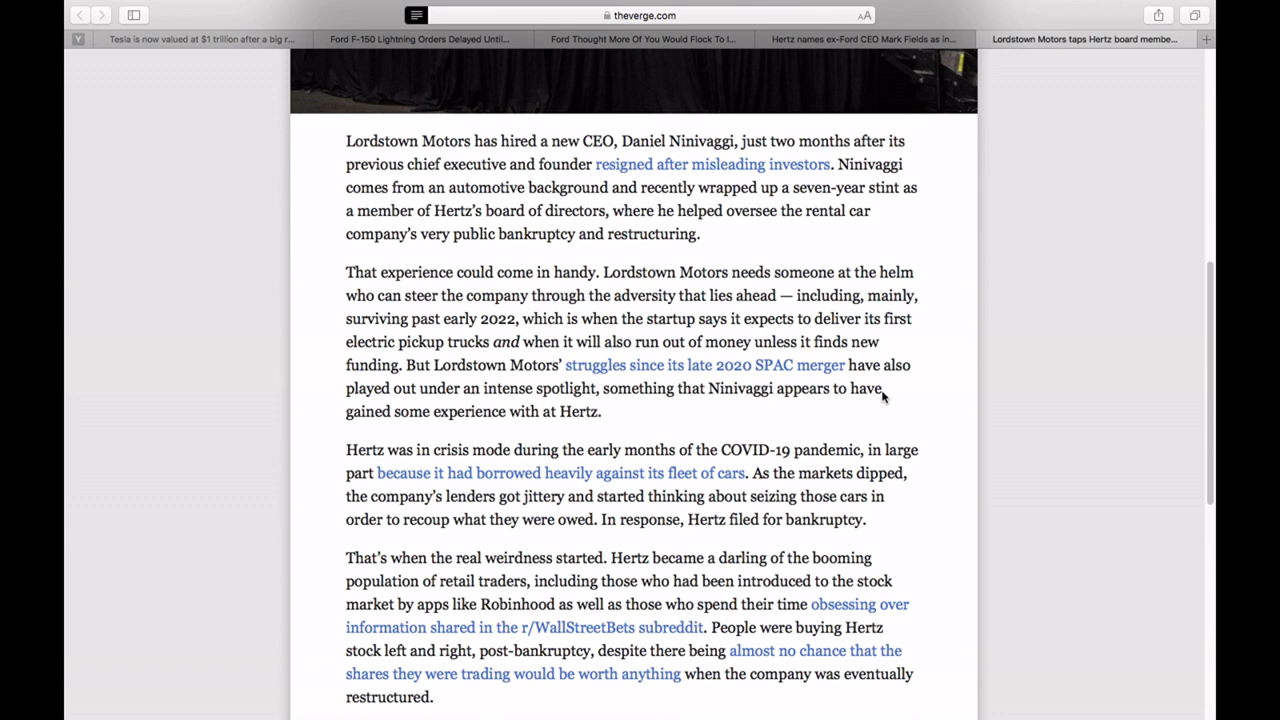 theverge.com
AA
Y
Tesla is now valued at $1 trillion after a big r...
Ford F-150 Lightning Orders Delayed Until...
Ford Thought More Of You Would Flock To I...
Hertz names ex-Ford CEO Mark Fields as in...
Lordstown Motors taps Hertz board membe...
Lordstown Motors has hired a new CEO, Daniel Ninivaggi, just two months after its
previous chief executive and founder resigned after misleading investors. Ninivaggi
comes from an automotive background and recently wrapped up a seven-year stint as
a member of Hertz's board of directors, where he helped oversee the rental car
company's very public bankruptcy and restructuring.
That experience could come in handy. Lordstown Motors needs someone at the helm
who can steer the company through the adversity that lies ahead — including, mainly,
surviving past early 2022, which is when the startup says it expects to deliver its first
electric pickup trucks and when it will also run out of money unless it finds new
funding. But Lordstown Motors' struggles since its late 2020 SPAC merger have also
played out under an intense spotlight, something that Ninivaggi appears to have
gained some experience with at Hertz.
Hertz was in crisis mode during the early months of the COVID-19 pandemic, in large
part because it had borrowed heavily against its fleet of cars. As the markets dipped,
the company's lenders got jittery and started thinking about seizing those cars in
order to recoup what they were owed. In response, Hertz filed for bankruptcy.
That's when the real weirdness started. Hertz became a darling of the booming
population of retail traders, including those who had been introduced to the stock
market by apps like Robinhood as well as those who spend their time obsessing over
information shared in the r/WallStreetBets subreddit. People were buying Hertz
stock left and right, post-bankruptcy, despite there being almost no chance that the
shares they were trading would be worth anything when the company was eventually
restructured.